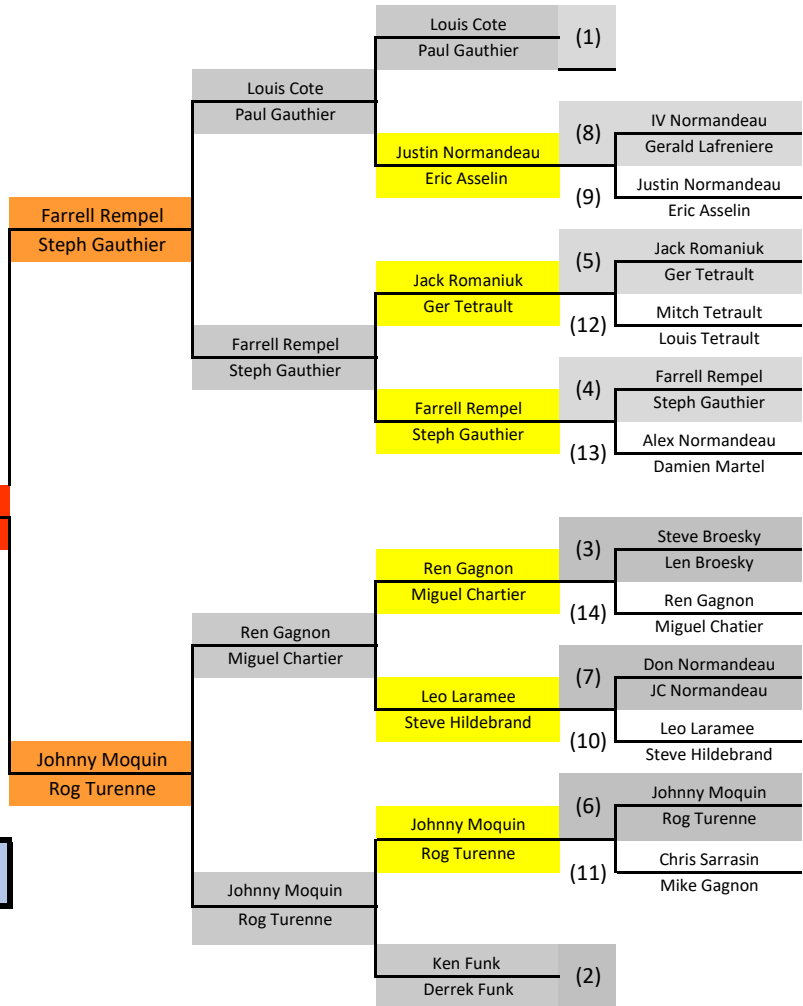 Louis Cote
Paul Gauthier
(1)
Louis Cote
Paul Gauthier
(8)
IV Normandeau
Gerald Lafreniere
Justin Normandeau
Eric Asselin
(9)
Justin Normandeau
Eric Asselin
Farrell Rempel
Steph Gauthier
(5)
Jack Romaniuk
Ger Tetrault
Jack Romaniuk
Ger Tetrault
(12)
Mitch Tetrault
Louis Tetrault
Farrell Rempel
Steph Gauthier
(4)
Farrell Rempel
Steph Gauthier
Farrell Rempel
Steph Gauthier
(13)
Alex Normandeau
Damien Martel
(3)
Steve Broesky
Len Broesky
Ren Gagnon
Miguel Chartier
(14)
Ren Gagnon
Miguel Chatier
Ren Gagnon
Miguel Chartier
(7)
Don Normandeau
JC Normandeau
Leo Laramee
Steve Hildebrand
(10)
Leo Laramee
Steve Hildebrand
Johnny Moquin
Rog Turenne
(6)
Johnny Moquin
Rog Turenne
Johnny Moquin
Rog Turenne
(11)
Chris Sarrasin
Mike Gagnon
Johnny Moquin
Rog Turenne
Ken Funk
Derrek Funk
(2)